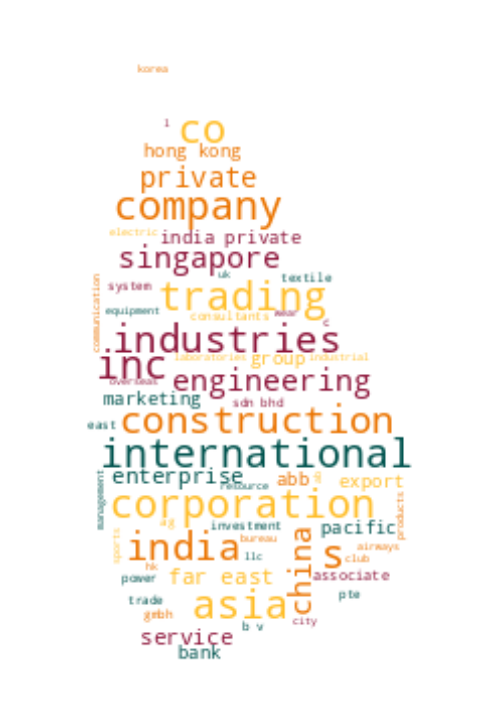 korea
l
co
hong kong
private
company
electric
india private
singapore
uk
textile
system
communication
trading
equipment
consultants
wear
c
industries
laboratories
group
industrial
inc
overseas
engineering
marketing
sdn bhd
east
construction
international
enterprise
resource
abb
ab
export
management
corporation
products
ag
investment
pacific
sports
india
bureau
china
s
llc
airways
club
hk
power
far east
associate
trade
asia
pte
gmbh
b v
city
service
bank